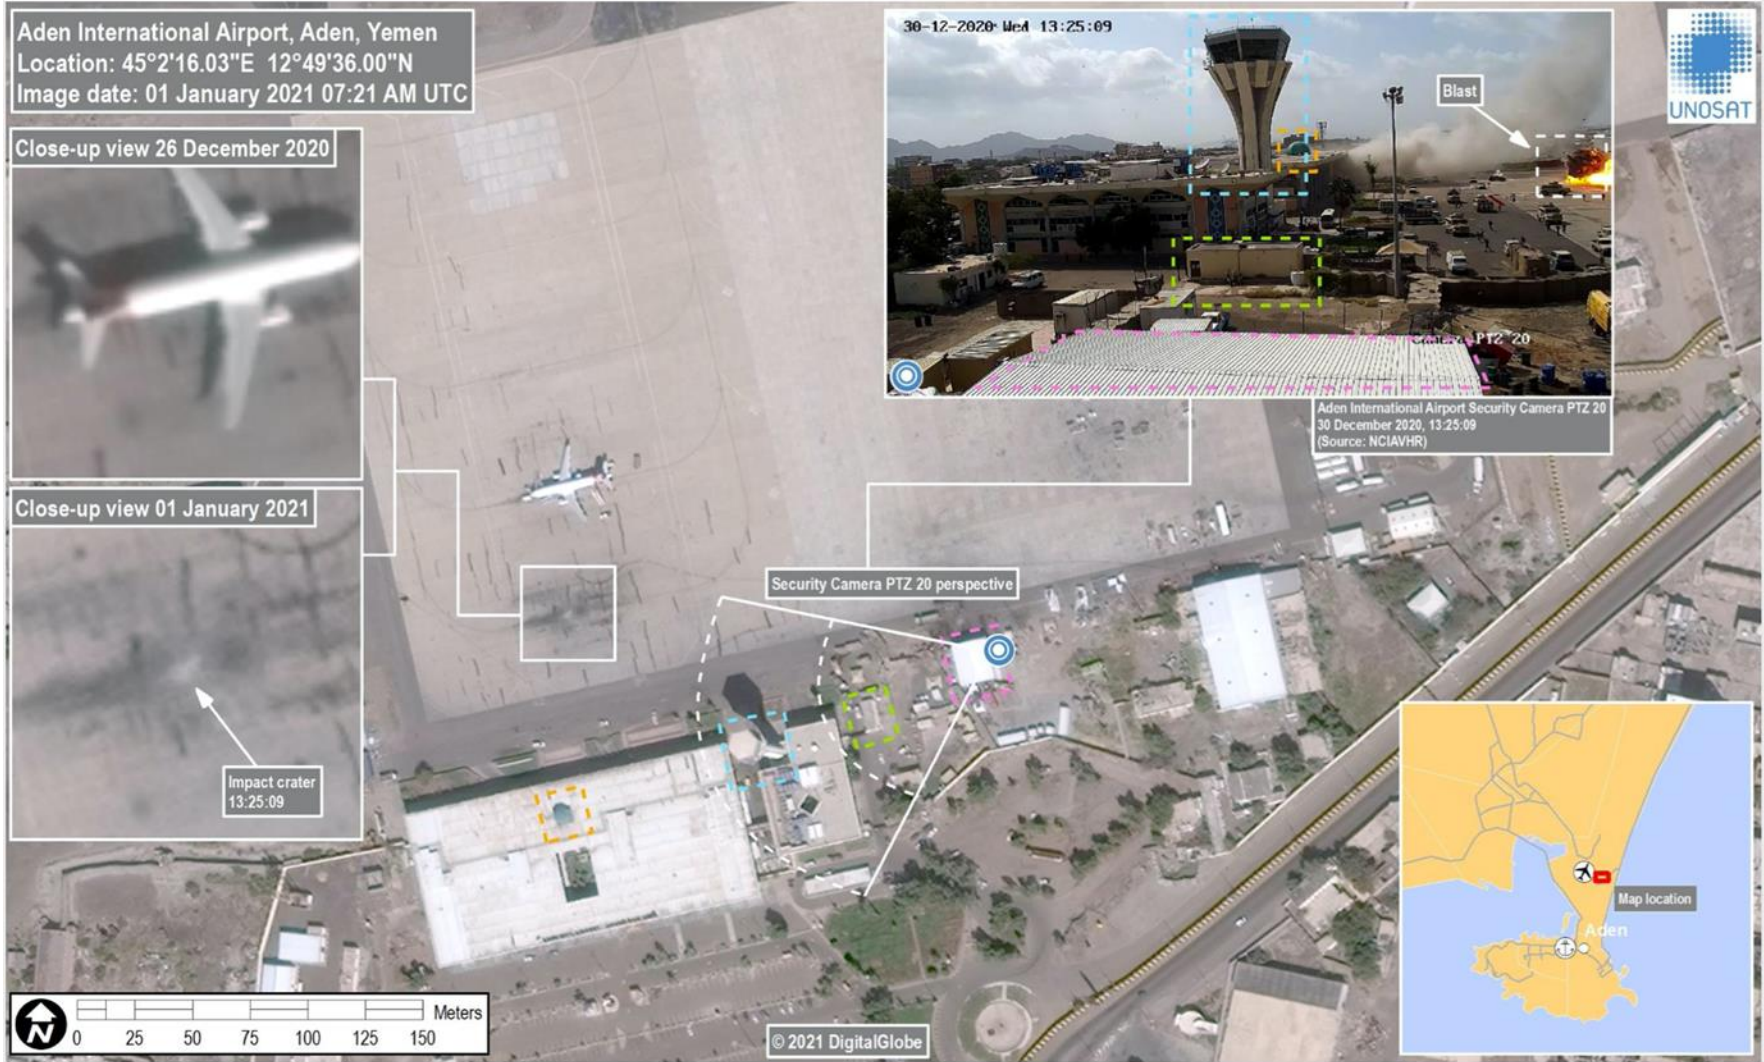 Aden International Airport, Aden, Yemen
Location: 45°2'16.03"E 12°49'36.00"N
Image date: 01 January 2021 07:21 AM UTC
30-12-2020 Wed 13:25:09
Blast
UNOSAT
Close-up view 26 December 2020
PTZ 20
Aden International Airport Security Camera PTZ 20
30 December 2020, 13:25:09
(Source: NCIAVHR)
Close-up view 01 January 2021
Security Camera PTZ 20 perspective
Impact crater
13:25:09
Map location
Aden
N
Meters
0 25 50 75 100 125 150
© 2021 DigitalGlobe